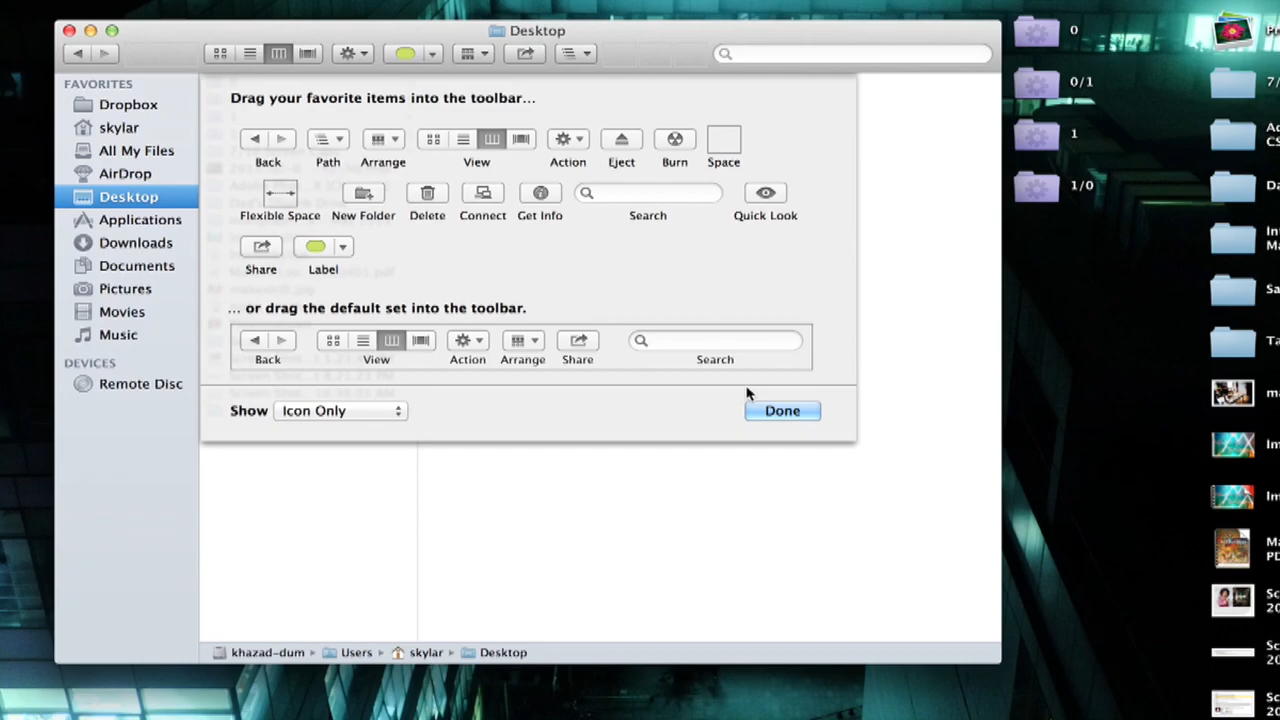 Desktop
0
FAVORITES
Drag your favorite items into the toolbar...
0/1
7/
Dropbox
skylar
All My Files
Back Path Arrange View Action Eject Burn Space
1
CS
AirDrop
Desktop
1/0
Flexible Space New Folder Delete Connect Get Info Search Quick Look
Applications
Downloads
Documents
Share Label
Pictures
Movies
... or drag the default set into the toolbar.
Music
Back View Action Arrange Share Search
DEVICES
Remote Disc
Show Icon Only Done
PD
khazad-dum Users skylar Desktop